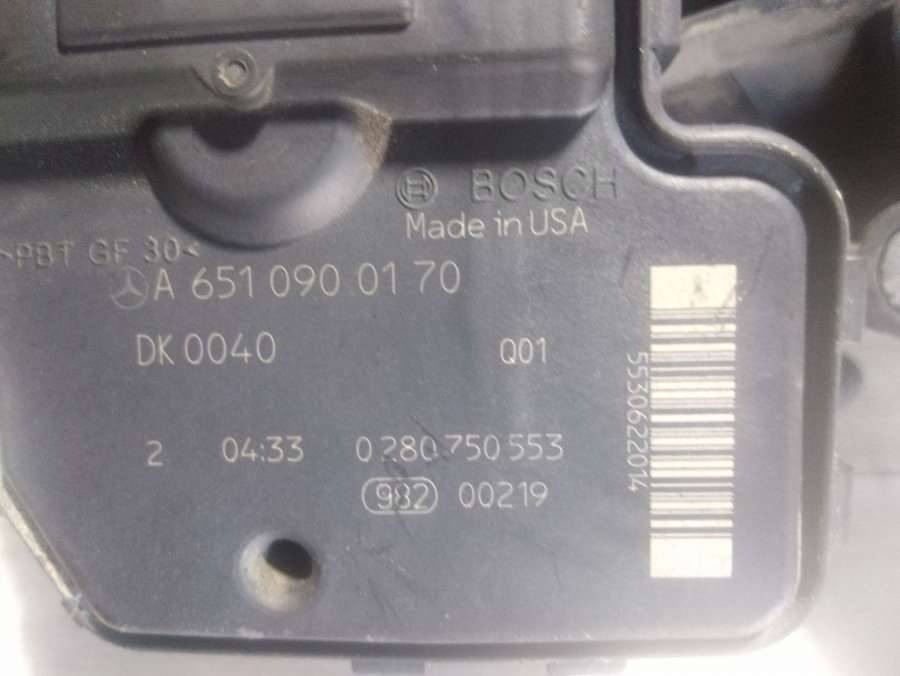 BOSCH
Made in USA
>PBT GF 30<
A 651 090 01 70
DK 0040 Q01
2 04:33 0 280 750 553
982 00219
5530622014